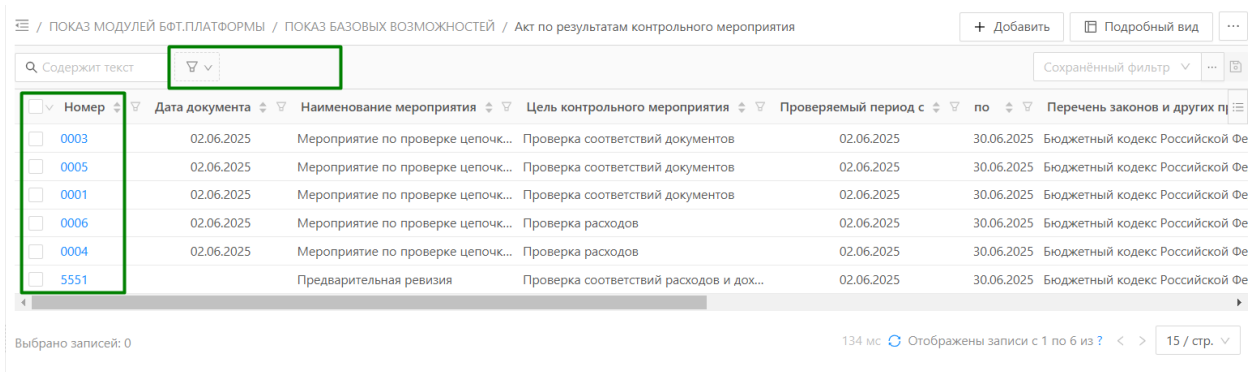 / ПОКАЗ МОДУЛЕЙ БФТ.ПЛАТФОРМЫ / ПОКАЗ БАЗОВЫХ ВОЗМОЖНОСТЕЙ / Акт по результатам контрольного мероприятия + Добавить Подробный вид ...
Содержит текст Сохранённый фильтр ...
Номер Дата документа Наименование мероприятия Цель контрольного мероприятия Проверяемый период с по Перечень законов и других пр
0003 02.06.2025 Мероприятие по проверке цепочк... Проверка соответствий документов 02.06.2025 30.06.2025 Бюджетный кодекс Российской Фе
0005 02.06.2025 Мероприятие по проверке цепочк... Проверка соответствий документов 02.06.2025 30.06.2025 Бюджетный кодекс Российской Фе
0001 02.06.2025 Мероприятие по проверке цепочк... Проверка соответствий документов 02.06.2025 30.06.2025 Бюджетный кодекс Российской Фе
0006 02.06.2025 Мероприятие по проверке цепочк... Проверка расходов 02.06.2025 30.06.2025 Бюджетный кодекс Российской Фе
0004 02.06.2025 Мероприятие по проверке цепочк... Проверка расходов 02.06.2025 30.06.2025 Бюджетный кодекс Российской Фе
5551 Предварительная ревизия Проверка соответствий расходов и дох... 02.06.2025 30.06.2025 Бюджетный кодекс Российской Фе
Выбрано записей: 0 134 мс Отображены записи с 1 по 6 из ? < > 15 / стр.